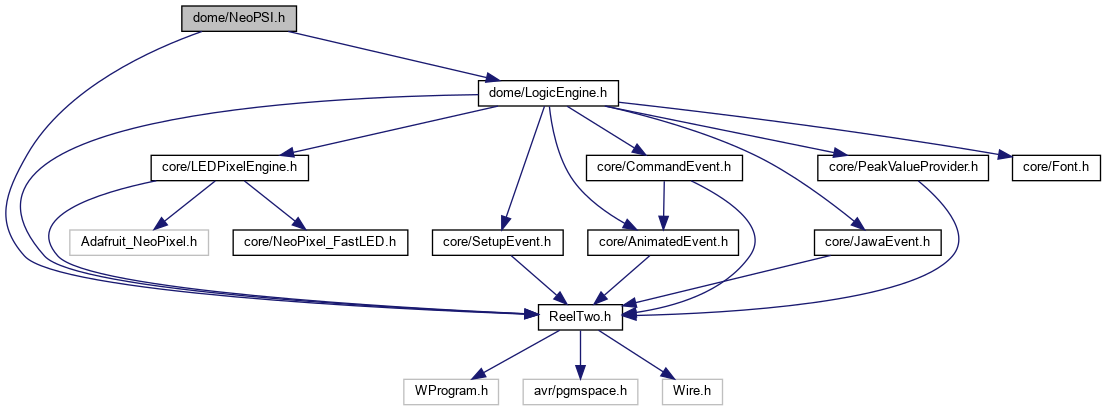 dome/NeoPSI.h
dome/LogicEngine.h
core/LEDPixelEngine.h
core/CommandEvent.h
core/PeakValueProvider.h
core/Font.h
Adafruit_NeoPixel.h
core/NeoPixel_FastLED.h
core/SetupEvent.h
core/AnimatedEvent.h
core/JawaEvent.h
ReelTwo.h
WProgram.h
avr/pgmspace.h
Wire.h